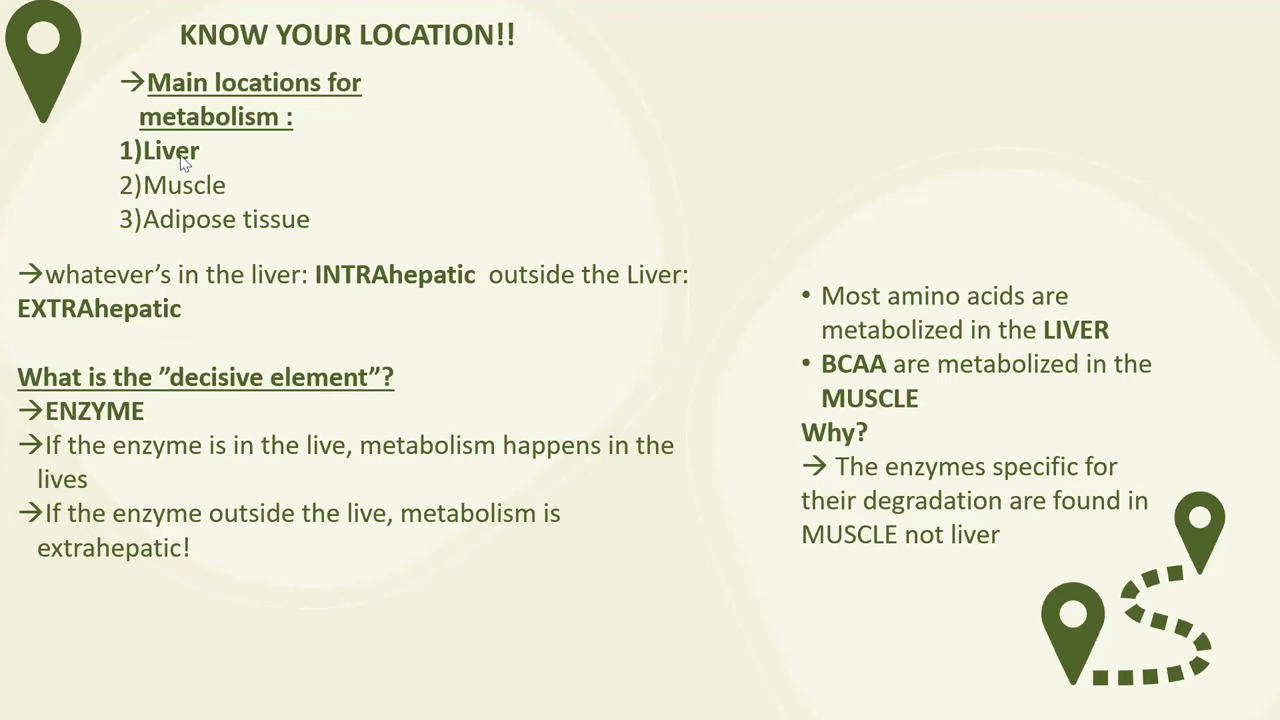 KNOW YOUR LOCATION!!
→Main locations for
metabolism :
1)Liver
2)Muscle
3)Adipose tissue
→whatever’s in the liver: INTRAhepatic outside the Liver:
EXTRAhepatic
What is the ”decisive element”?
→ENZYME
→If the enzyme is in the live, metabolism happens in the
lives
→If the enzyme outside the live, metabolism is
extrahepatic!
• Most amino acids are
metabolized in the LIVER
• BCAA are metabolized in the
MUSCLE
Why?
→ The enzymes specific for
their degradation are found in
MUSCLE not liver